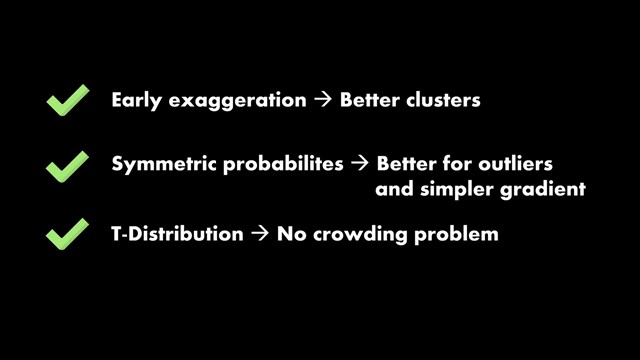 Early exaggeration → Better clusters
Symmetric probabilites → Better for outliers
and simpler gradient
T-Distribution → No crowding problem